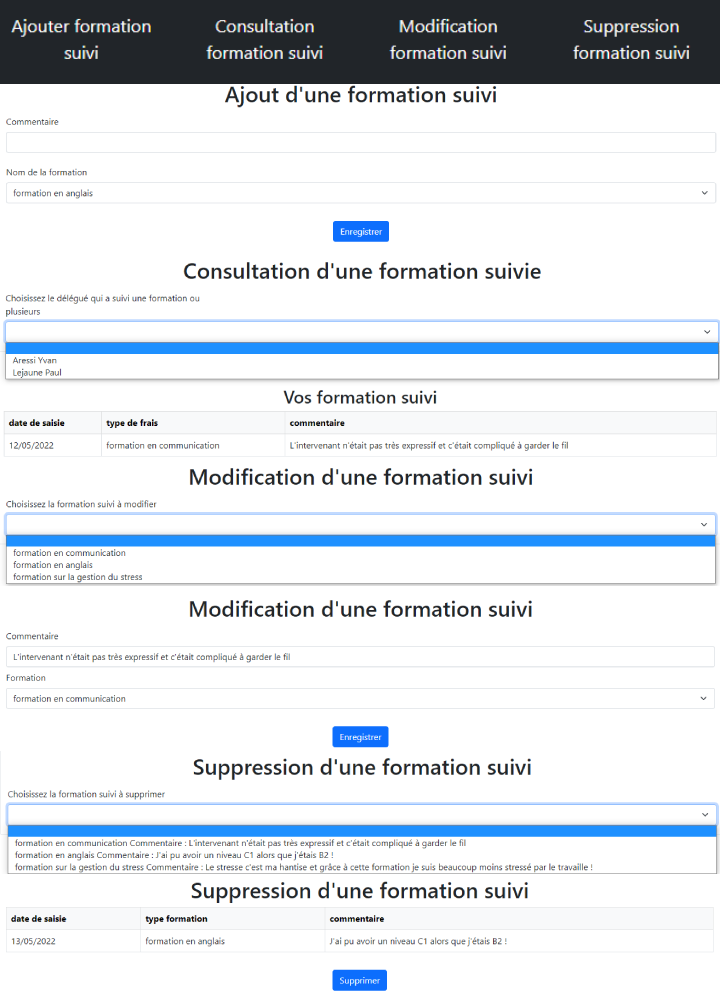 Ajouter formation suivi
Consultation formation suivi
Modification formation suivi
Suppression formation suivi
Ajout d'une formation suivi
Commentaire
Nom de la formation
formation en anglais
Enregistrer
Consultation d'une formation suivie
Choisissez le délégué qui a suivi une formation ou
plusieurs
Aressi Yvan
Lejaune Paul
Vos formation suivi
date de saisie type de frais commentaire
12/05/2022 formation en communication L'intervenant n'était pas très expressif et c'était compliqué à garder le fil
Modification d'une formation suivi
Choisissez la formation suivi à modifier
formation en communication
formation en anglais
formation sur la gestion du stress
Modification d'une formation suivi
Commentaire
L'intervenant n'était pas très expressif et c'était compliqué à garder le fil
Formation
formation en communication
Enregistrer
Suppression d'une formation suivi
Choisissez la formation suivi à supprimer
formation en communication Commentaire : L'intervenant n'était pas très expressif et c'était compliqué à garder le fil
formation en anglais Commentaire : J'ai pu avoir un niveau C1 alors que j'étais B2 !
formation sur la gestion du stress Commentaire : Le stresse c'est ma hantise et grâce à cette formation je suis beaucoup moins stressé par le travaille !
Suppression d'une formation suivi
date de saisie type formation commentaire
13/05/2022 formation en anglais J'ai pu avoir un niveau C1 alors que j'étais B2 !
Supprimer